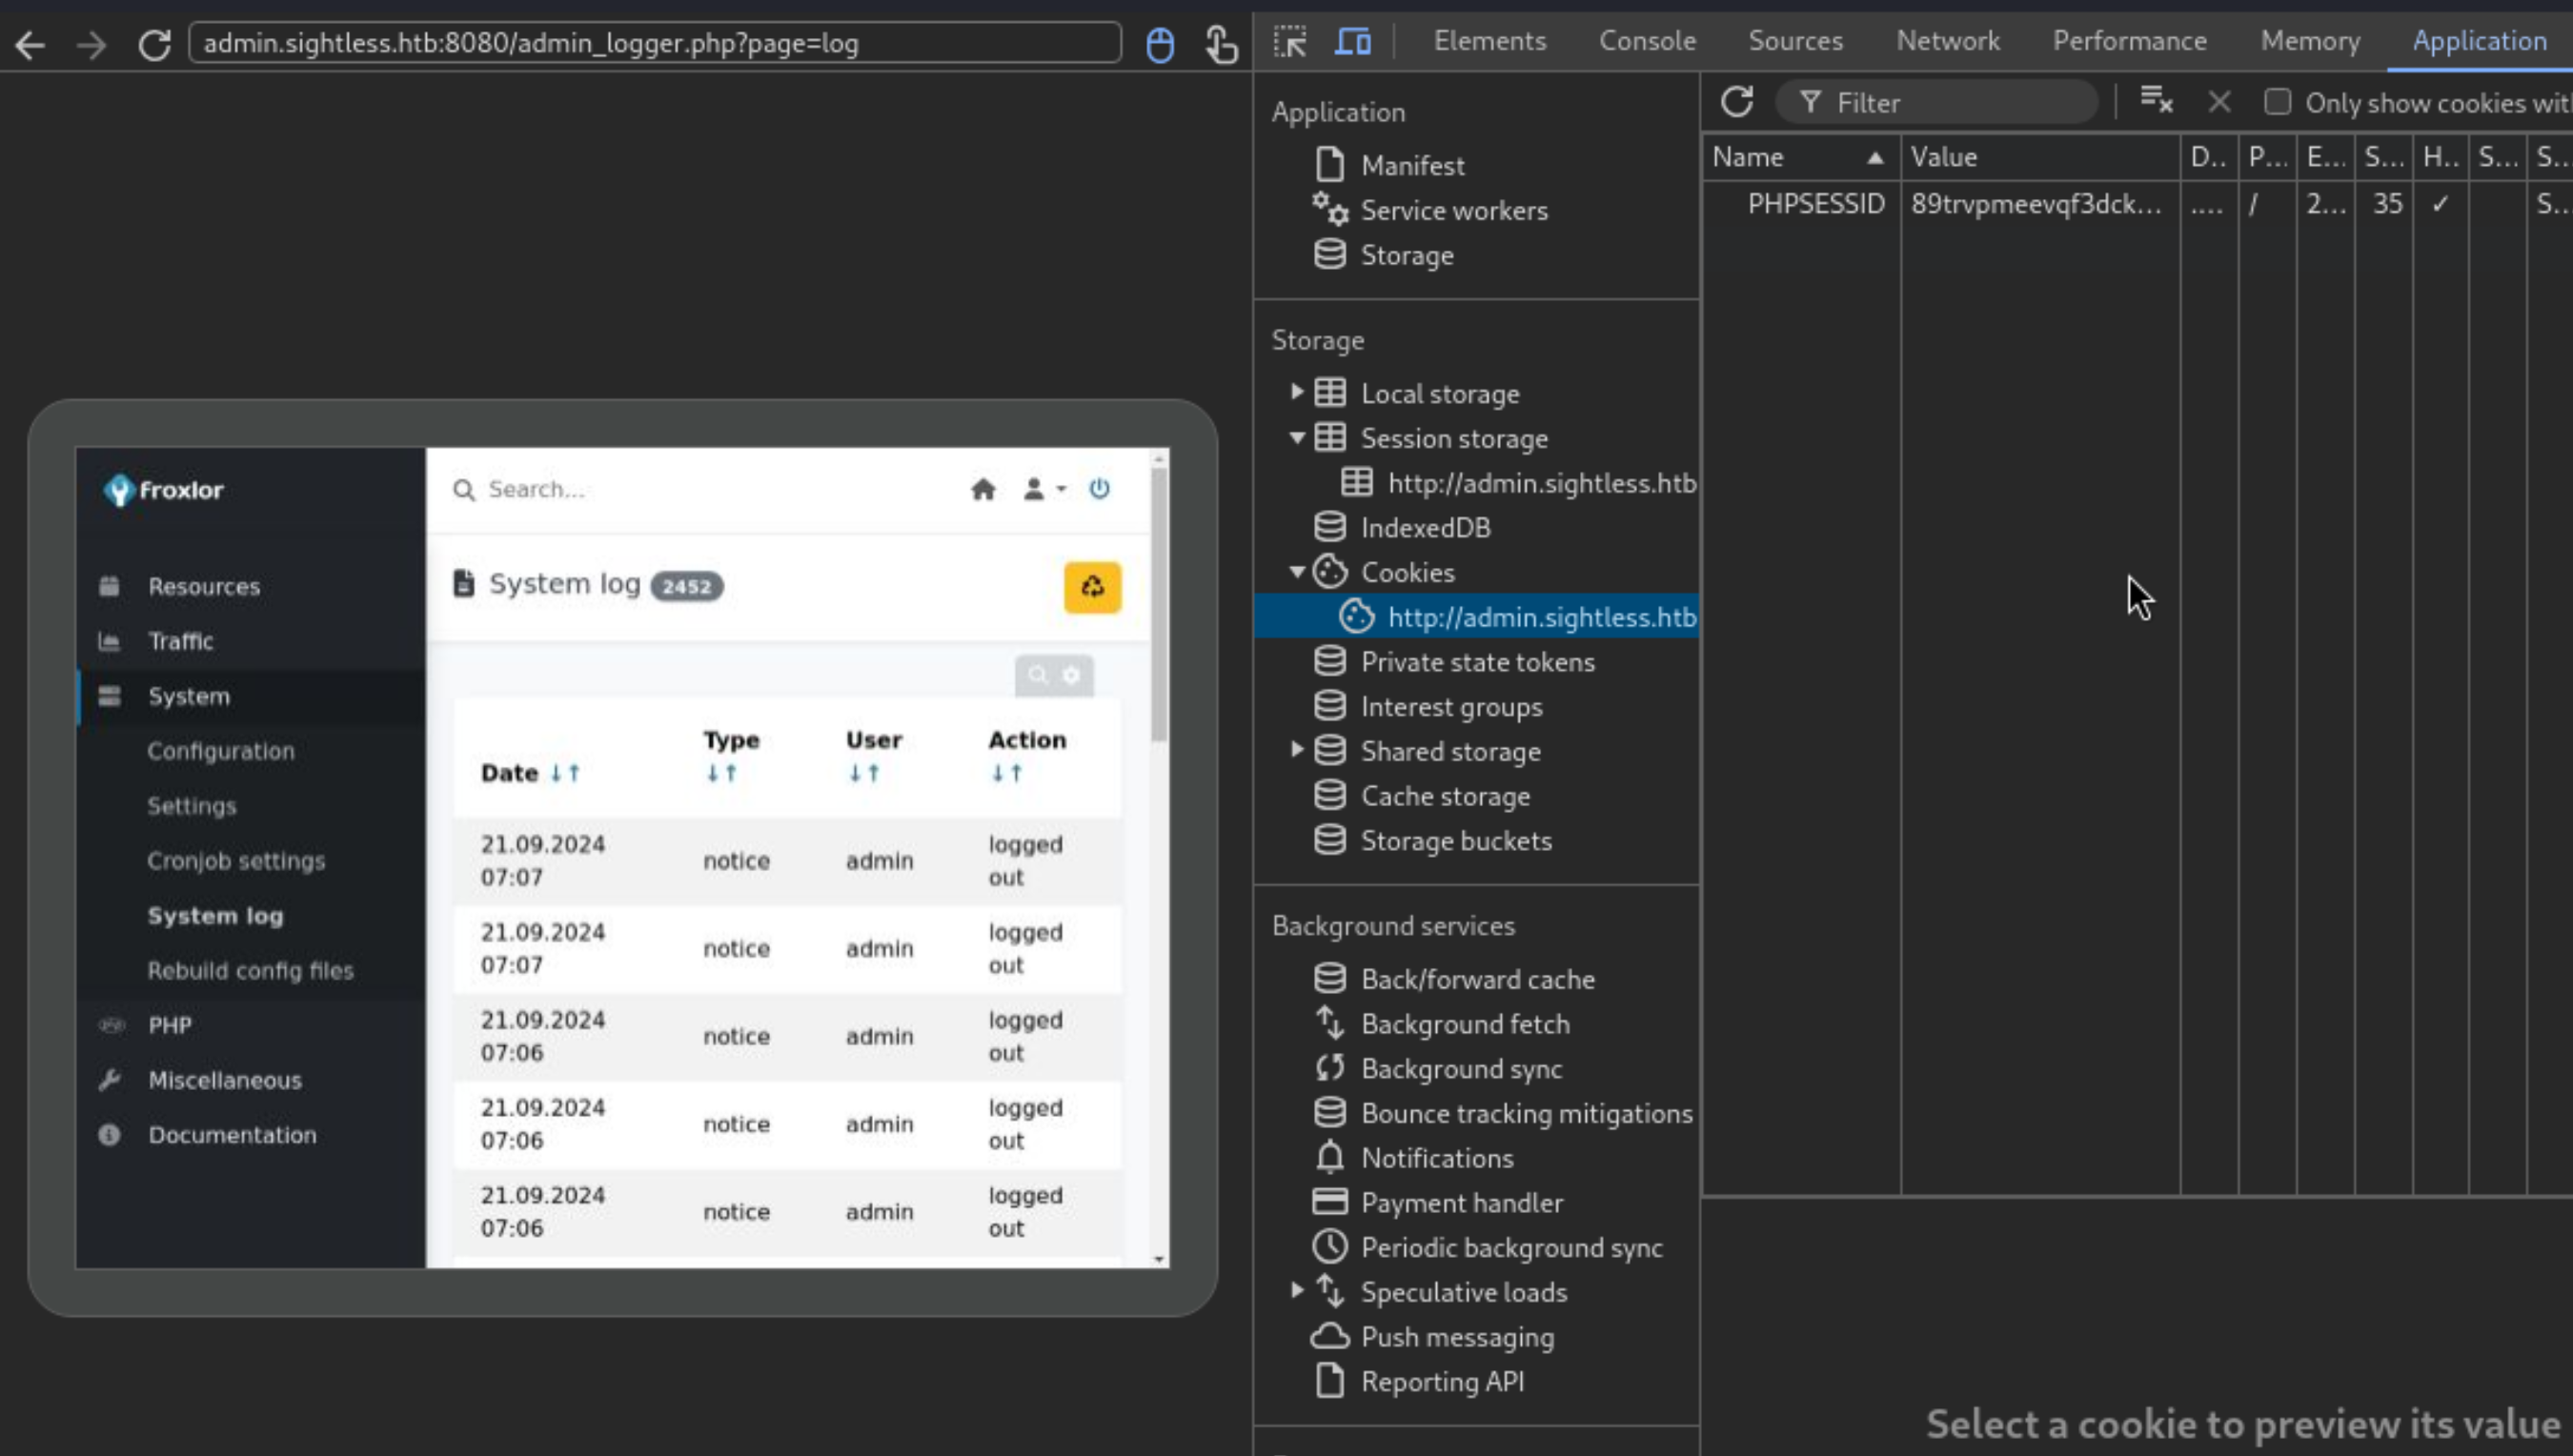 admin.sightless.htb:8080/admin_logger.php?page=log
Elements Console Sources Network Performance Memory Application
froxlor
Resources
Traffic
System
Configuration
Settings
Cronjob settings
System log
Rebuild config files
PHP
Miscellaneous
Documentation
Search...
System log 2452
Date ↓↑ Type ↓↑ User ↓↑ Action ↓↑
21.09.2024 07:07 notice admin logged out
21.09.2024 07:07 notice admin logged out
21.09.2024 07:06 notice admin logged out
21.09.2024 07:06 notice admin logged out
21.09.2024 07:06 notice admin logged out
Application
Manifest
Service workers
Storage
Storage
Local storage
Session storage
http://admin.sightless.htb
IndexedDB
Cookies
http://admin.sightless.htb
Private state tokens
Interest groups
Shared storage
Cache storage
Storage buckets
Background services
Back/forward cache
Background fetch
Background sync
Bounce tracking mitigations
Notifications
Payment handler
Periodic background sync
Speculative loads
Push messaging
Reporting API
Filter Only show cookies wit
Name ▲ Value D.. P... E... S... H.. S... S...
PHPSESSID 89trvpmeevqf3dck... .... / 2... 35 ✓ S...
Select a cookie to preview its value